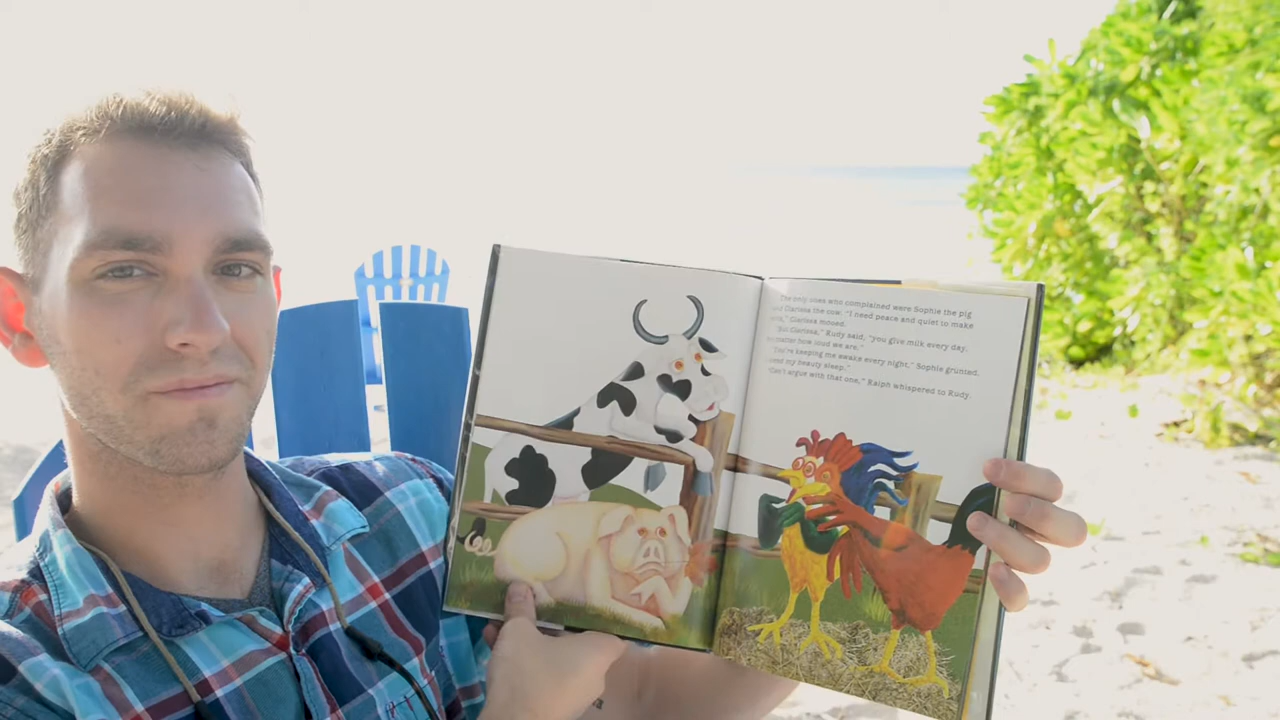 The only ones who complained were Sophie the pig
and Clarissa the cow. "I need peace and quiet to make
Clarissa mooed.
"But Clarissa," Rudy said, "you give milk every day,
no matter how loud we are."
"You're keeping me awake every night," Sophie grunted.
need my beauty sleep."
"Can't argue with that one," Ralph whispered to Rudy.